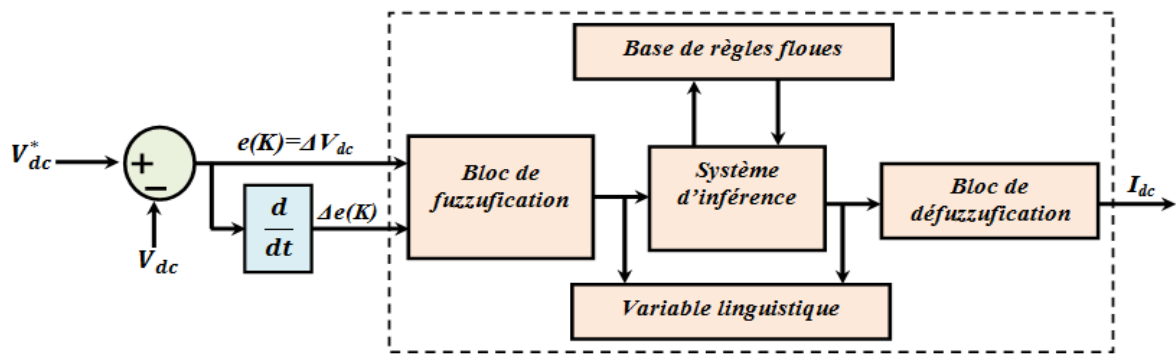 Base de règles floues
V*dc
+
−
e(K)=ΔVdc
Vdc
d
dt
Δe(K)
Bloc de
fuzzufication
Système
d'inférence
Bloc de
défuzzufication
Idc
Variable linguistique